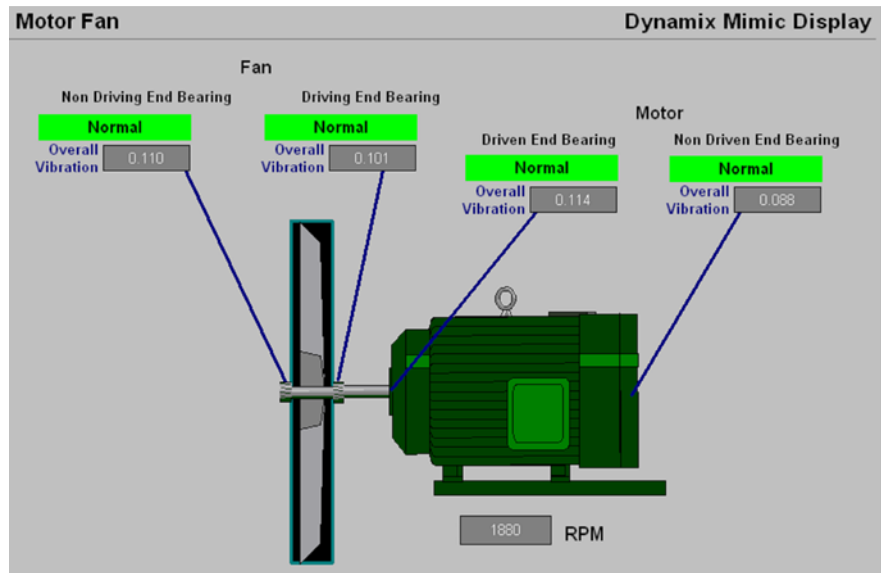 Motor Fan
Dynamix Mimic Display
Fan
Non Driving End Bearing
Normal
Overall
Vibration
0.110
Driving End Bearing
Normal
Overall
Vibration
0.101
Motor
Driven End Bearing
Normal
Overall
Vibration
0.114
Non Driven End Bearing
Normal
Overall
Vibration
0.088
1880
RPM